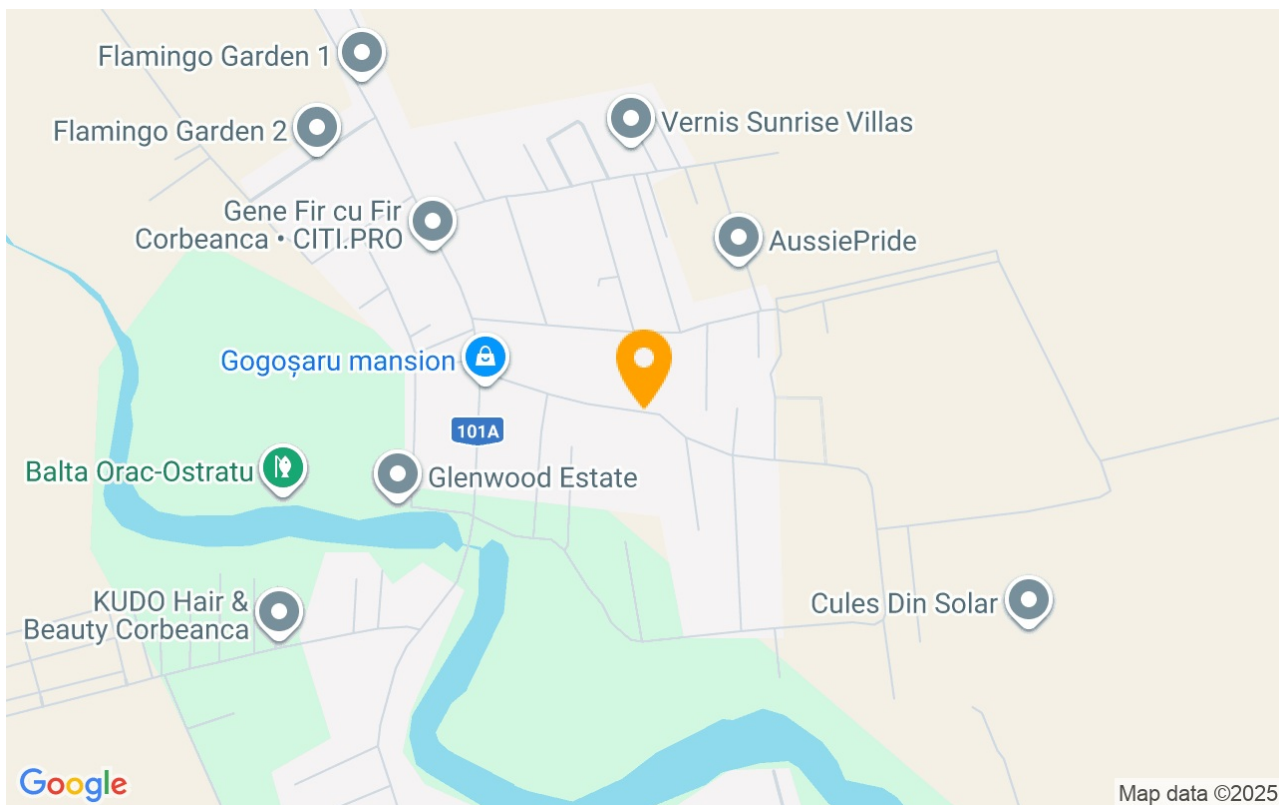 Flamingo Garden 1
Flamingo Garden 2
Vernis Sunrise Villas
Gene Fir cu Fir
Corbeanca • CITI.PRO
AussiePride
Gogoșaru mansion
101A
Balta Orac-Ostratu
Glenwood Estate
KUDO Hair &
Beauty Corbeanca
Cules Din Solar
Google
Map data ©2025